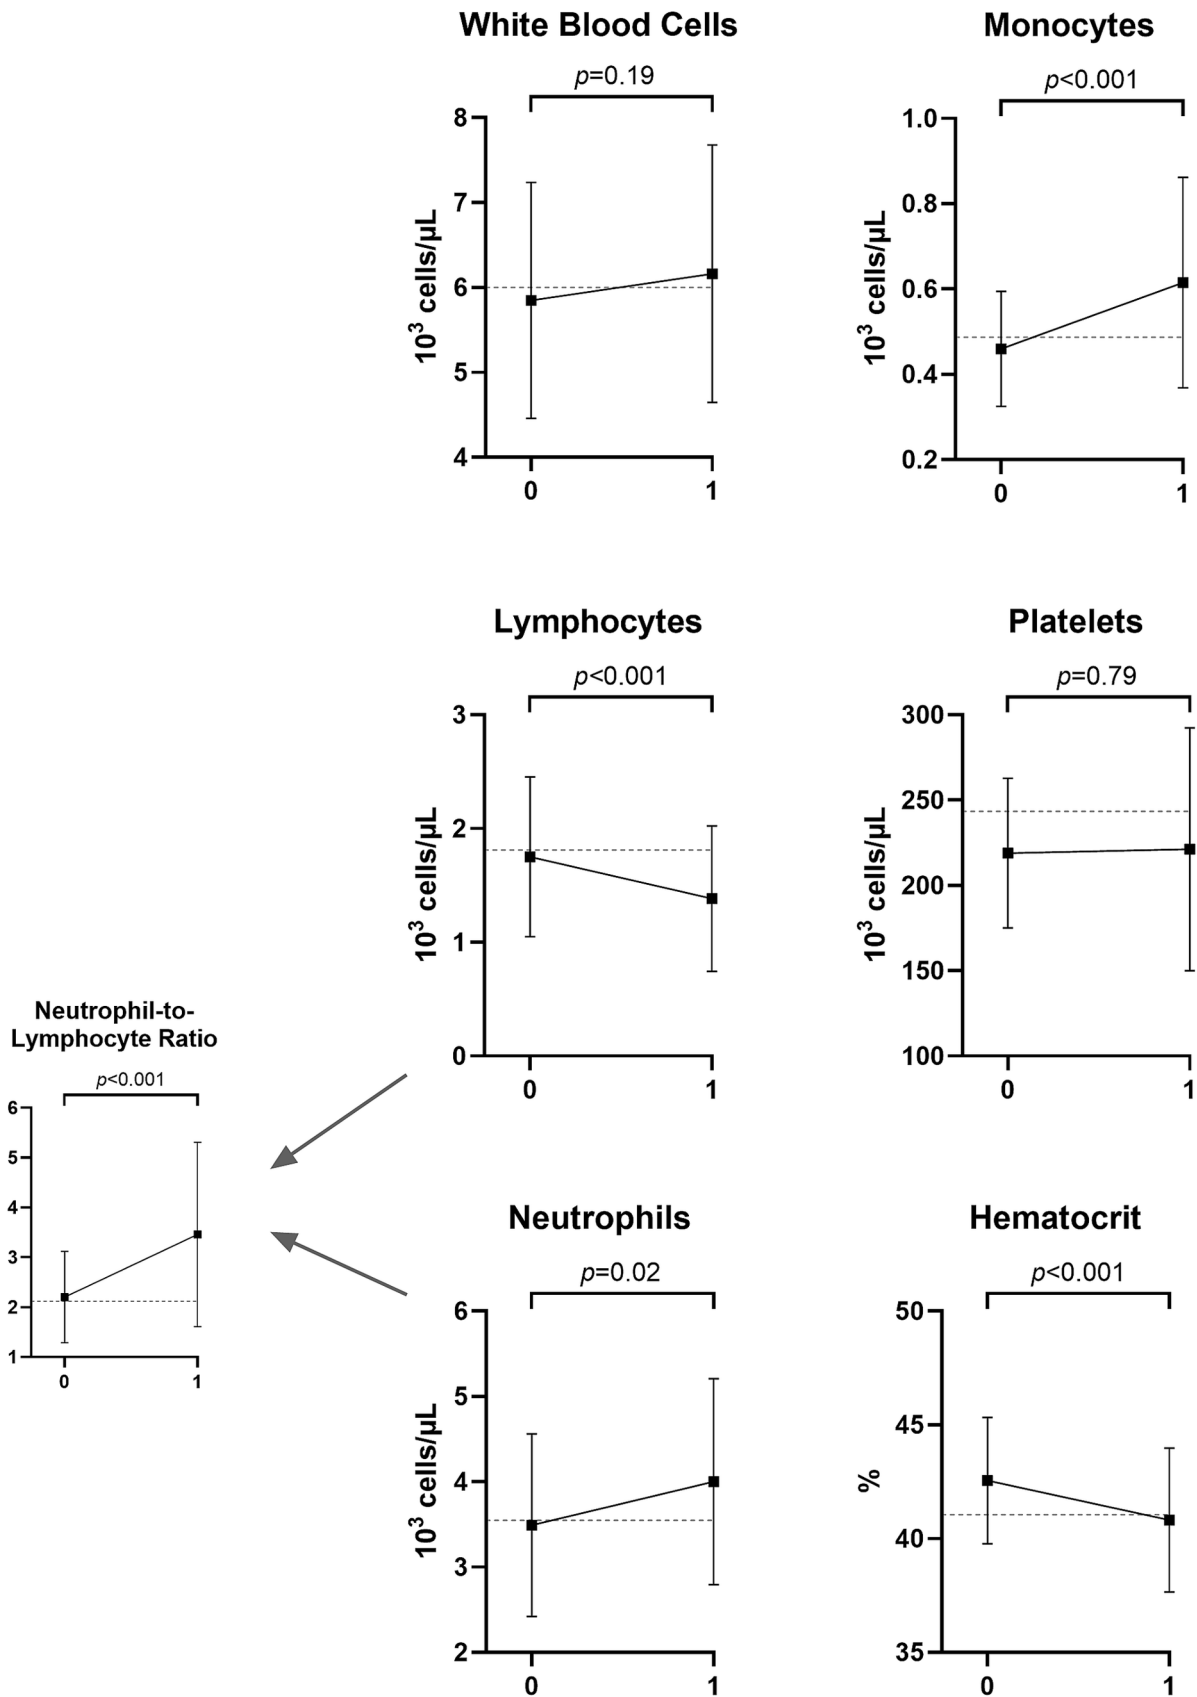 White Blood Cells
p=0.19
8
7
6
5
4
10³ cells/µL
0 1
Monocytes
p<0.001
1.0
0.8
0.6
0.4
0.2
10³ cells/µL
0 1
Lymphocytes
p<0.001
3
2
1
0
10³ cells/µL
0 1
Platelets
p=0.79
300
250
200
150
100
10³ cells/µL
0 1
Neutrophil-to-
Lymphocyte Ratio
p<0.001
6
5
4
3
2
1
0 1
Neutrophils
p=0.02
6
5
4
3
2
10³ cells/µL
0 1
Hematocrit
p<0.001
50
45
40
35
%
0 1